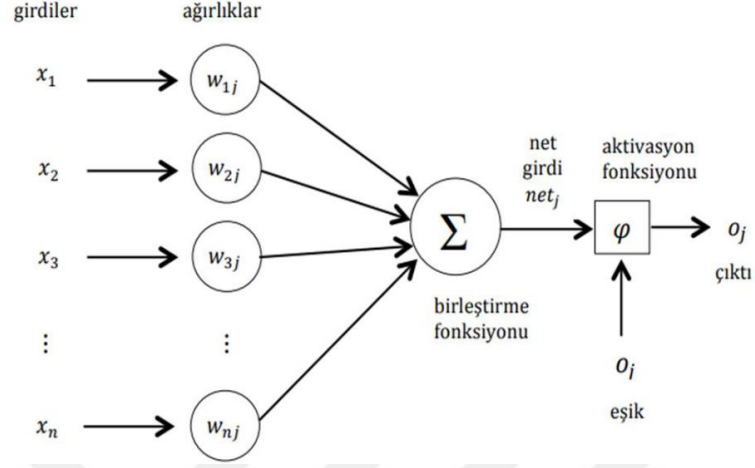 girdiler ağırlıklar
x₁ w₁ⱼ
x₂ w₂ⱼ
x₃ w₃ⱼ
⋮ ⋮
xₙ wₙⱼ
Σ
birleştirme
fonksiyonu
net
girdi
netⱼ
aktivasyon
fonksiyonu
φ
oⱼ
çıktı
oⱼ
eşik